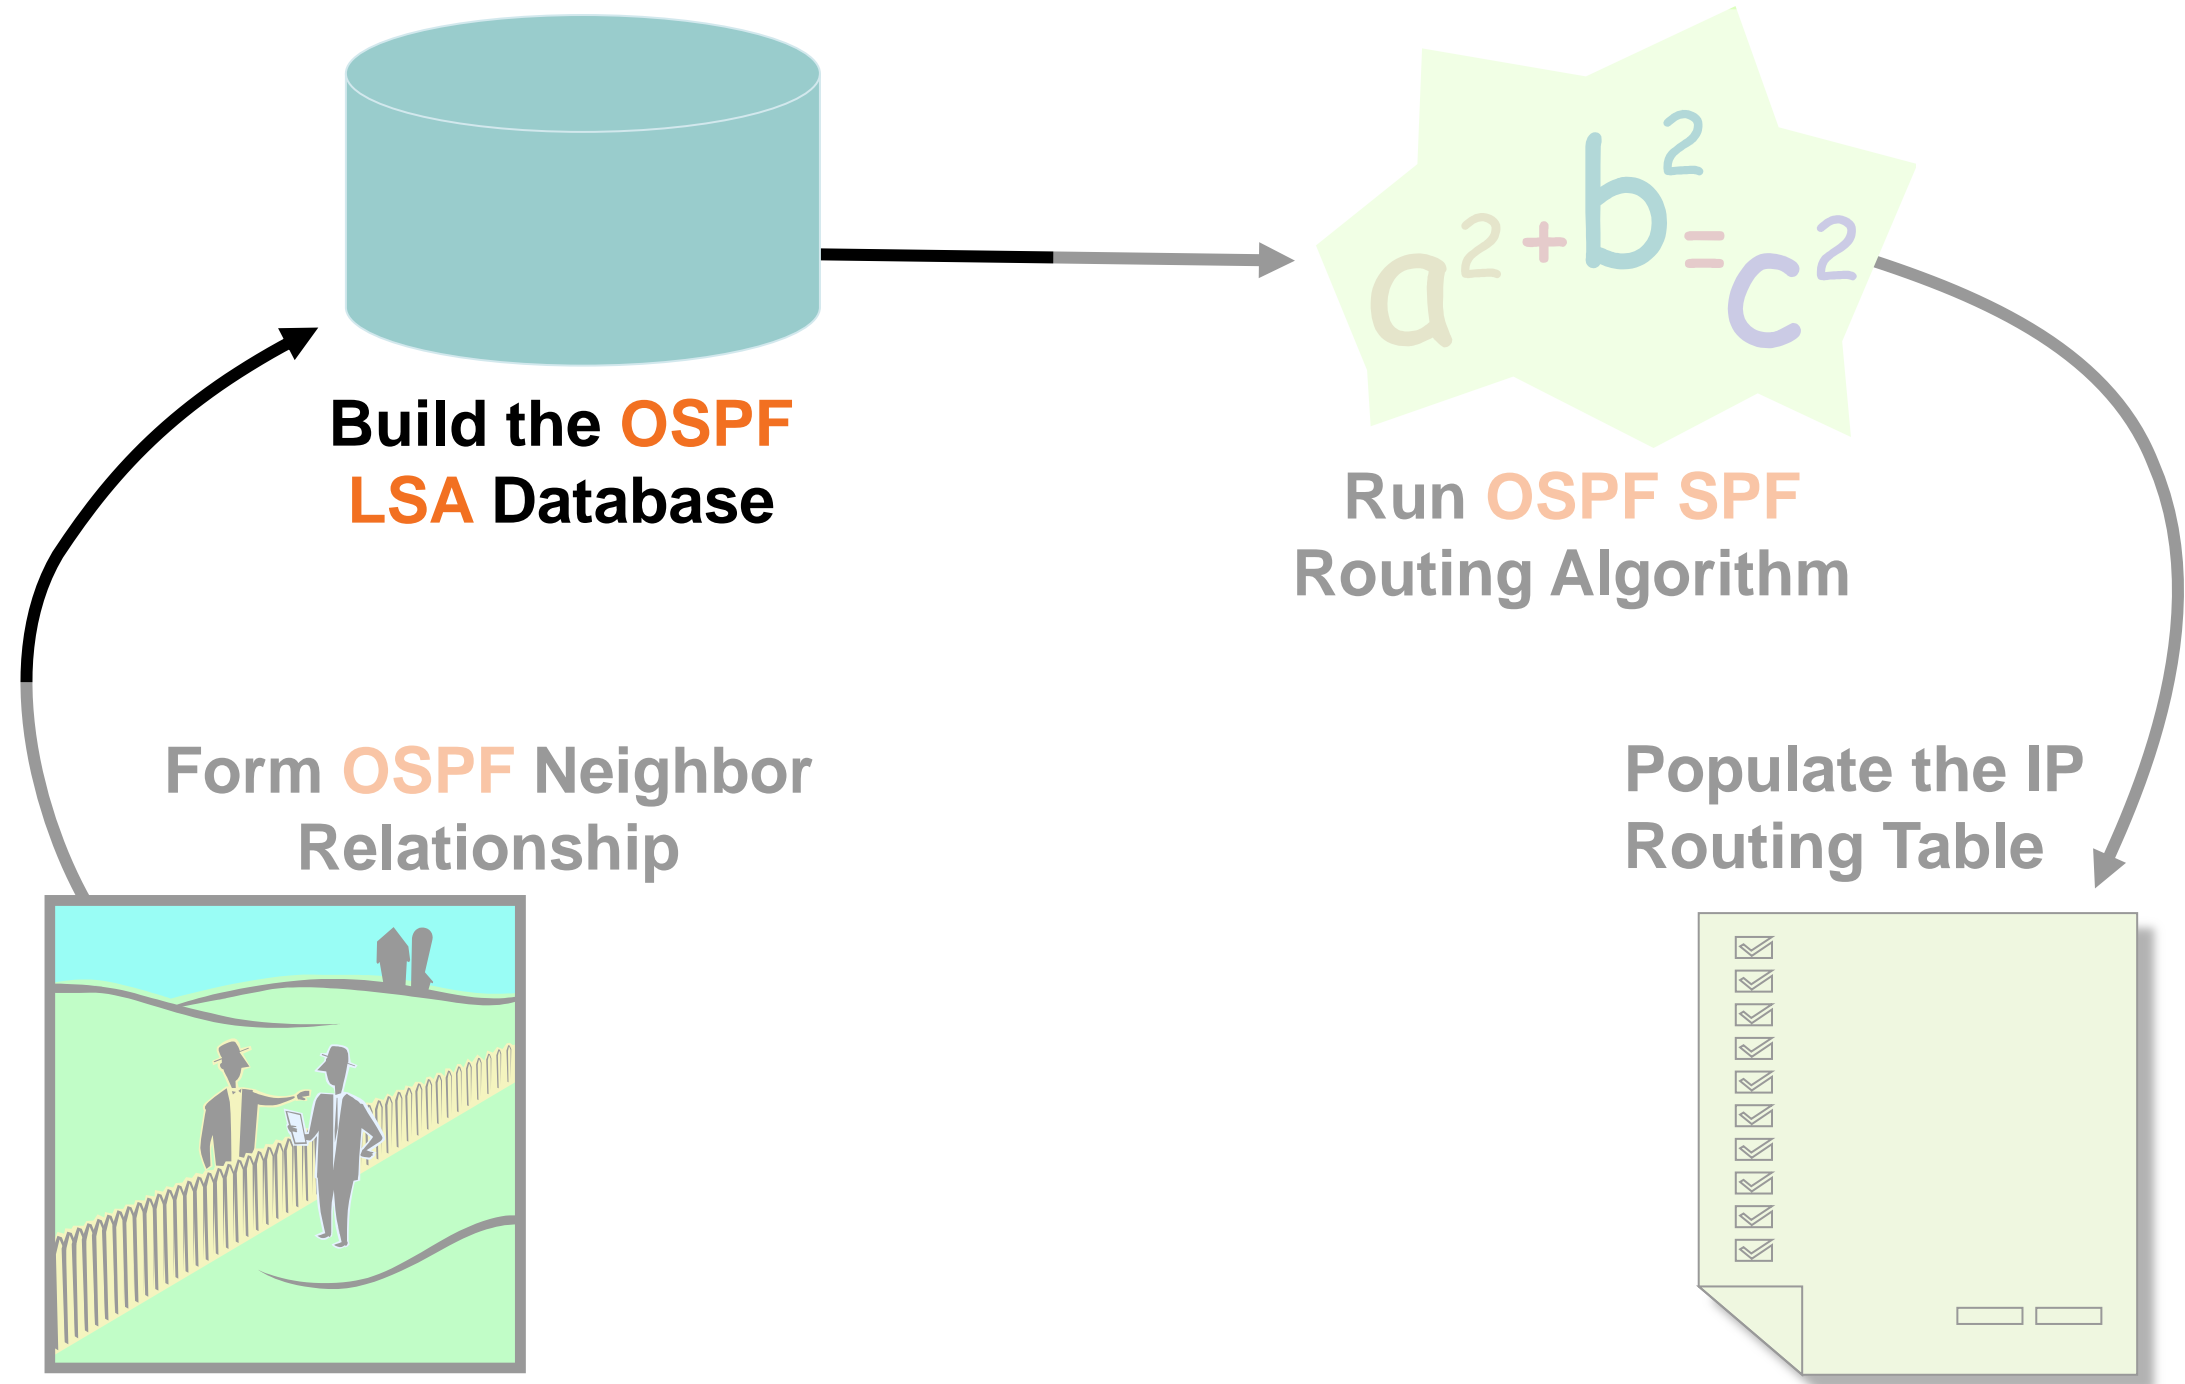 Build the OSPF
LSA Database
a² + b² = c²
Run OSPF SPF
Routing Algorithm
Form OSPF Neighbor
Relationship
Populate the IP
Routing Table